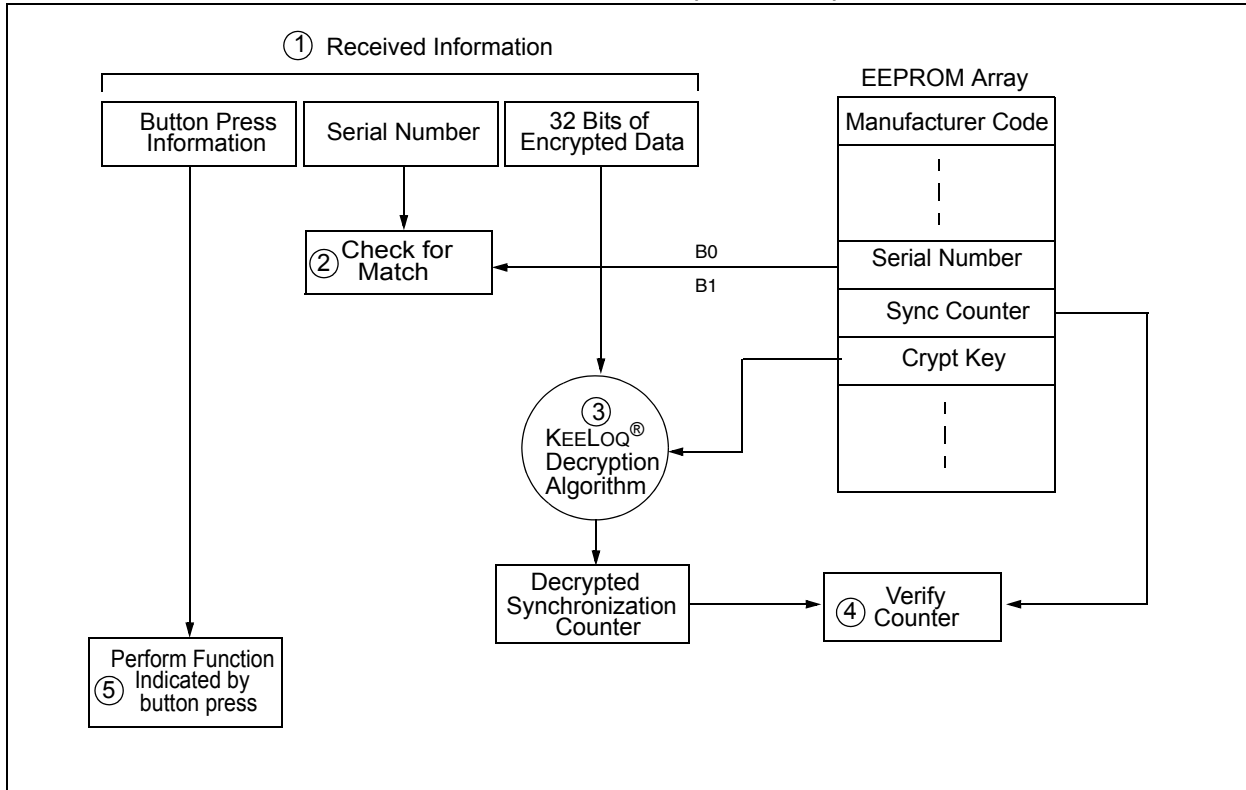 ① Received Information
EEPROM Array
Button Press
Information
Serial Number
32 Bits of
Encrypted Data
Manufacturer Code
② Check for
Match
B0
B1
Serial Number
Sync Counter
Crypt Key
③
KEELOQ®
Decryption
Algorithm
Decrypted
Synchronization
Counter
④ Verify
Counter
Perform Function
⑤ Indicated by
button press